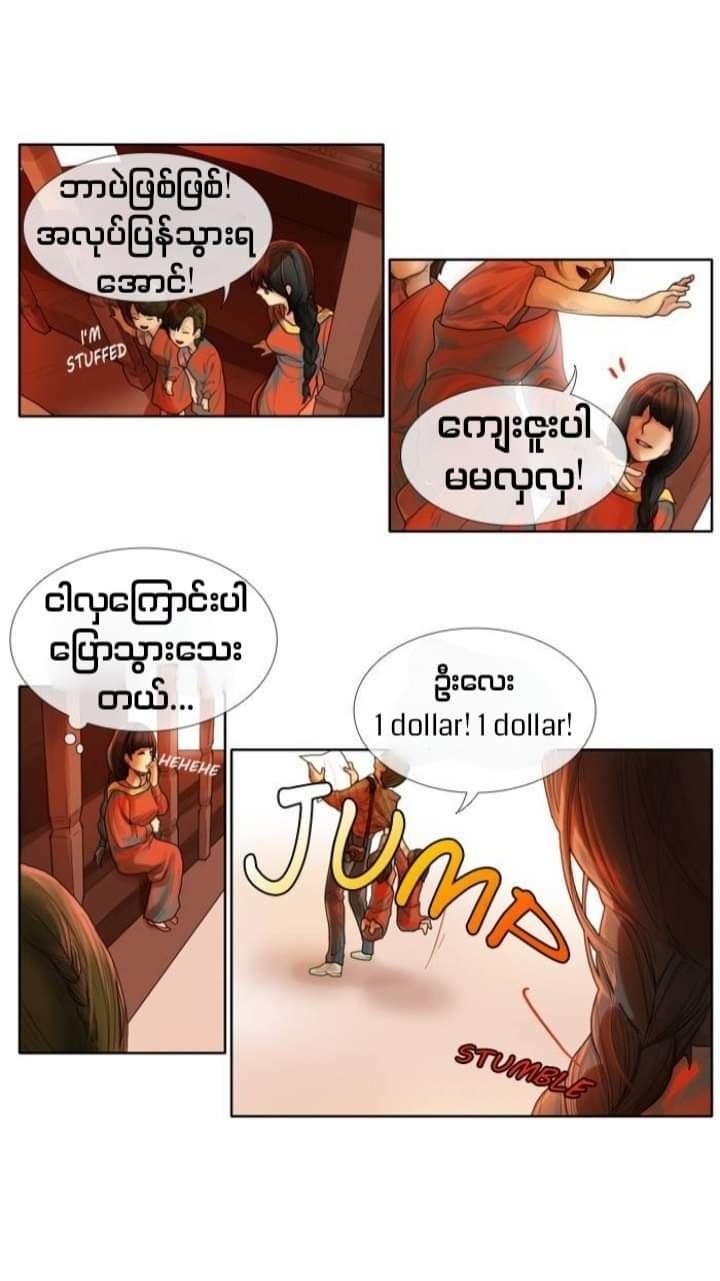 ဘာပဲဖြစ်ဖြစ်!
အလုပ်ပြန်သွားရ
အောင်!
I'M
STUFFED
ကျေးဇူးပါ
မမလှလှ!
ငါလှကြောင်းပါ
ပြောသွားသေး
တယ်...
HEHEHE
ဦးလေး
1 dollar! 1 dollar!
JUMP
STUMBLE